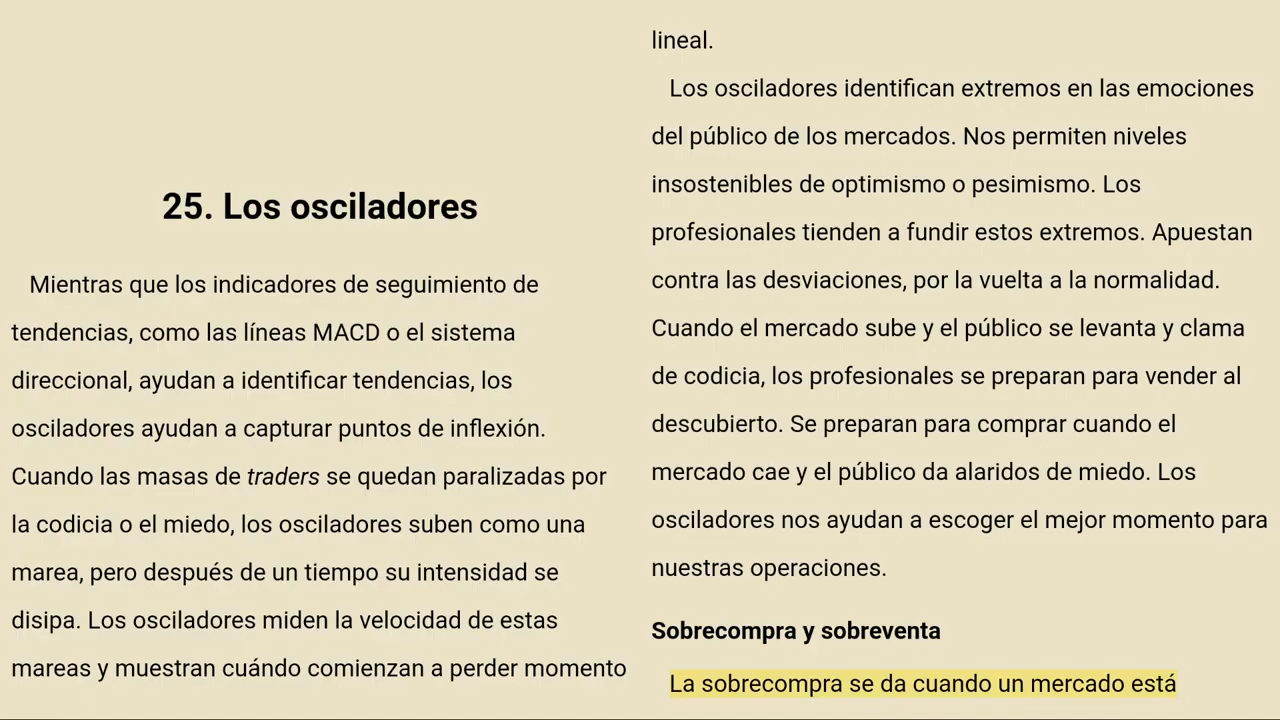 25. Los osciladores
Mientras que los indicadores de seguimiento de
tendencias, como las líneas MACD o el sistema
direccional, ayudan a identificar tendencias, los
osciladores ayudan a capturar puntos de inflexión.
Cuando las masas de traders se quedan paralizadas por
la codicia o el miedo, los osciladores suben como una
marea, pero después de un tiempo su intensidad se
disipa. Los osciladores miden la velocidad de estas
mareas y muestran cuándo comienzan a perder momento
lineal.
Los osciladores identifican extremos en las emociones
del público de los mercados. Nos permiten niveles
insostenibles de optimismo o pesimismo. Los
profesionales tienden a fundir estos extremos. Apuestan
contra las desviaciones, por la vuelta a la normalidad.
Cuando el mercado sube y el público se levanta y clama
de codicia, los profesionales se preparan para vender al
descubierto. Se preparan para comprar cuando el
mercado cae y el público da alaridos de miedo. Los
osciladores nos ayudan a escoger el mejor momento para
nuestras operaciones.
Sobrecompra y sobreventa
La sobrecompra se da cuando un mercado está